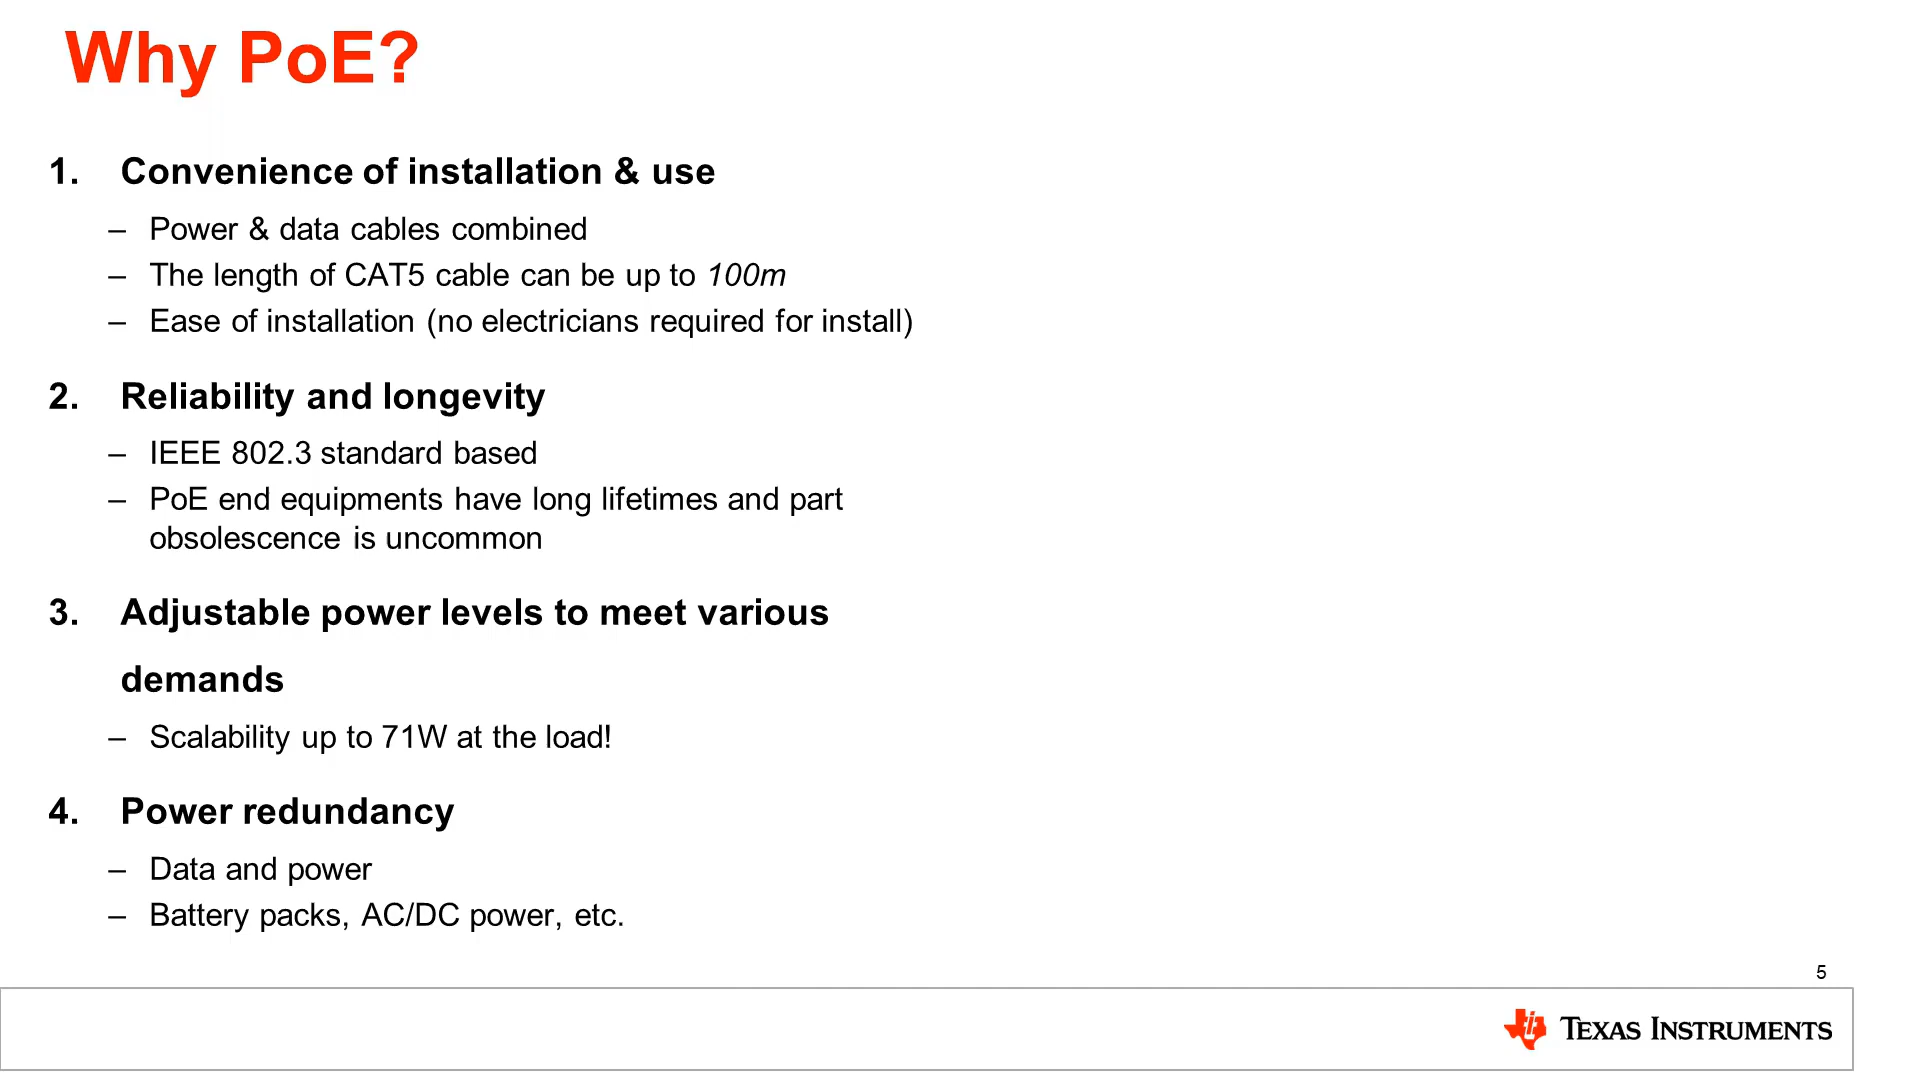 Why PoE?
1. Convenience of installation & use
– Power & data cables combined
– The length of CAT5 cable can be up to 100m
– Ease of installation (no electricians required for install)
2. Reliability and longevity
– IEEE 802.3 standard based
– PoE end equipments have long lifetimes and part
obsolescence is uncommon
3. Adjustable power levels to meet various
demands
– Scalability up to 71W at the load!
4. Power redundancy
– Data and power
– Battery packs, AC/DC power, etc.
5
TEXAS INSTRUMENTS